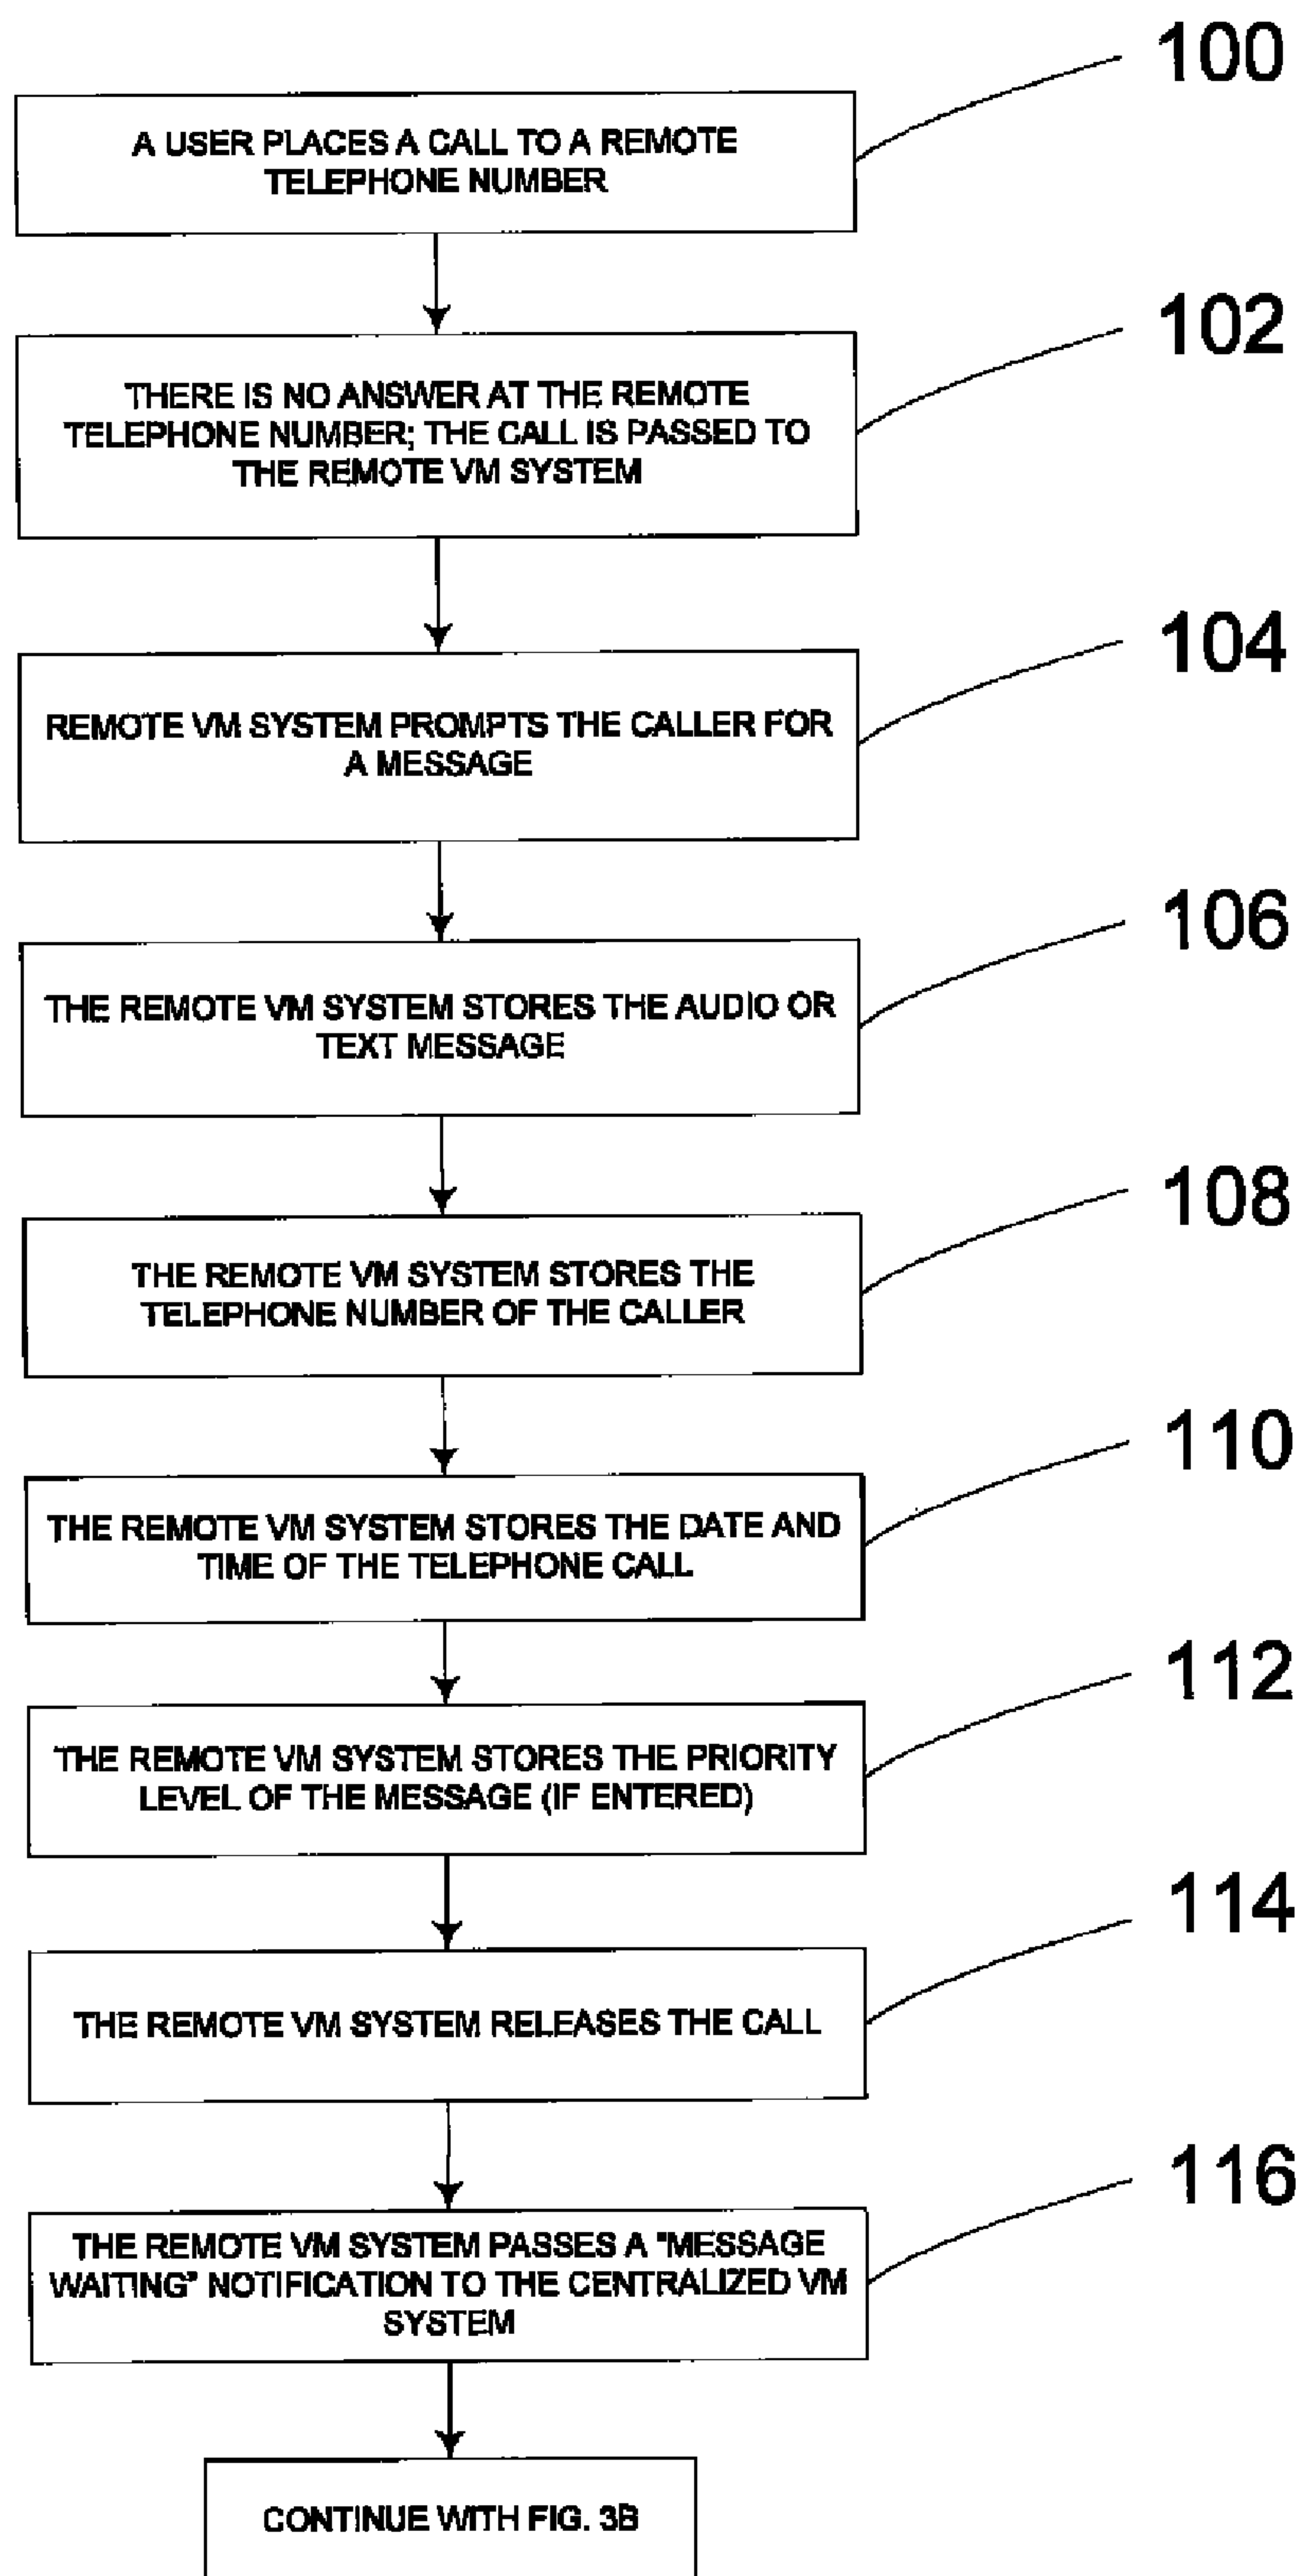 100
A USER PLACES A CALL TO A REMOTE
TELEPHONE NUMBER
102
THERE IS NO ANSWER AT THE REMOTE
TELEPHONE NUMBER; THE CALL IS PASSED TO
THE REMOTE VM SYSTEM
104
REMOTE VM SYSTEM PROMPTS THE CALLER FOR
A MESSAGE
106
THE REMOTE VM SYSTEM STORES THE AUDIO OR
TEXT MESSAGE
108
THE REMOTE VM SYSTEM STORES THE
TELEPHONE NUMBER OF THE CALLER
110
THE REMOTE VM SYSTEM STORES THE DATE AND
TIME OF THE TELEPHONE CALL
112
THE REMOTE VM SYSTEM STORES THE PRIORITY
LEVEL OF THE MESSAGE (IF ENTERED)
114
THE REMOTE VM SYSTEM RELEASES THE CALL
116
THE REMOTE VM SYSTEM PASSES A "MESSAGE
WAITING" NOTIFICATION TO THE CENTRALIZED VM
SYSTEM
CONTINUE WITH FIG. 3B